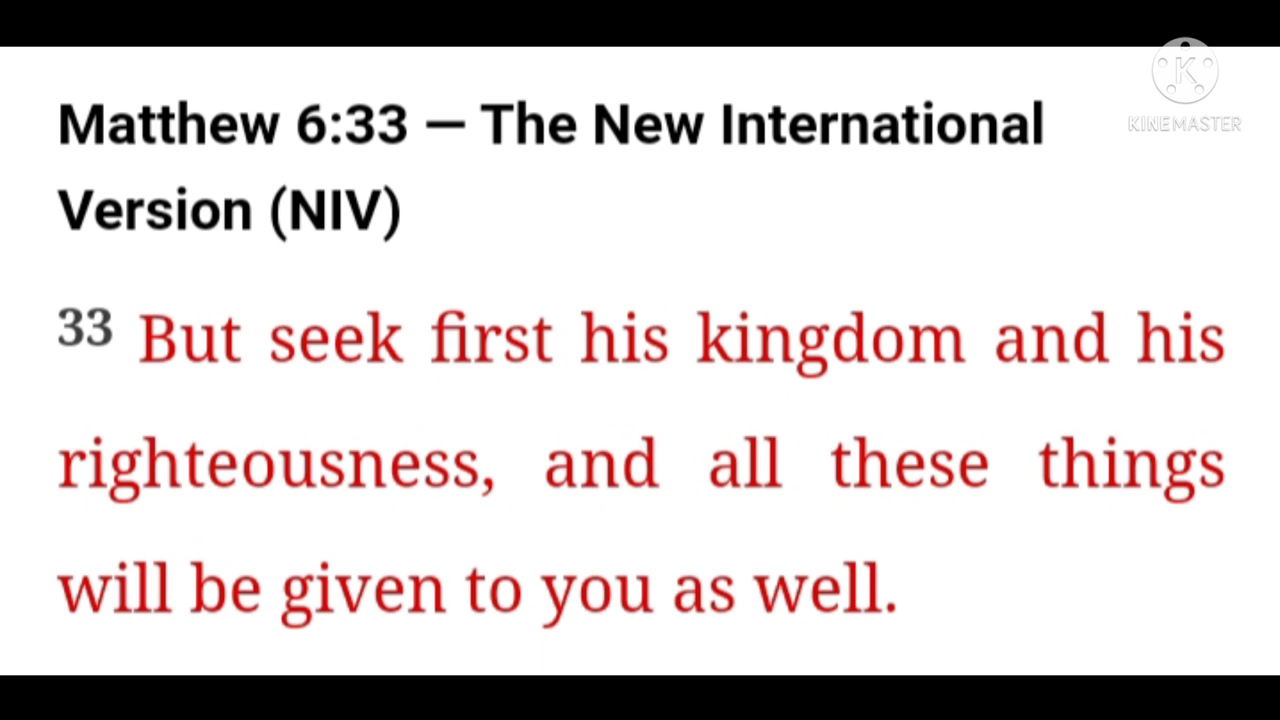 Matthew 6:33 — The New International
Version (NIV)
K
KINEMASTER
33 But seek first his kingdom and his
righteousness, and all these things
will be given to you as well.